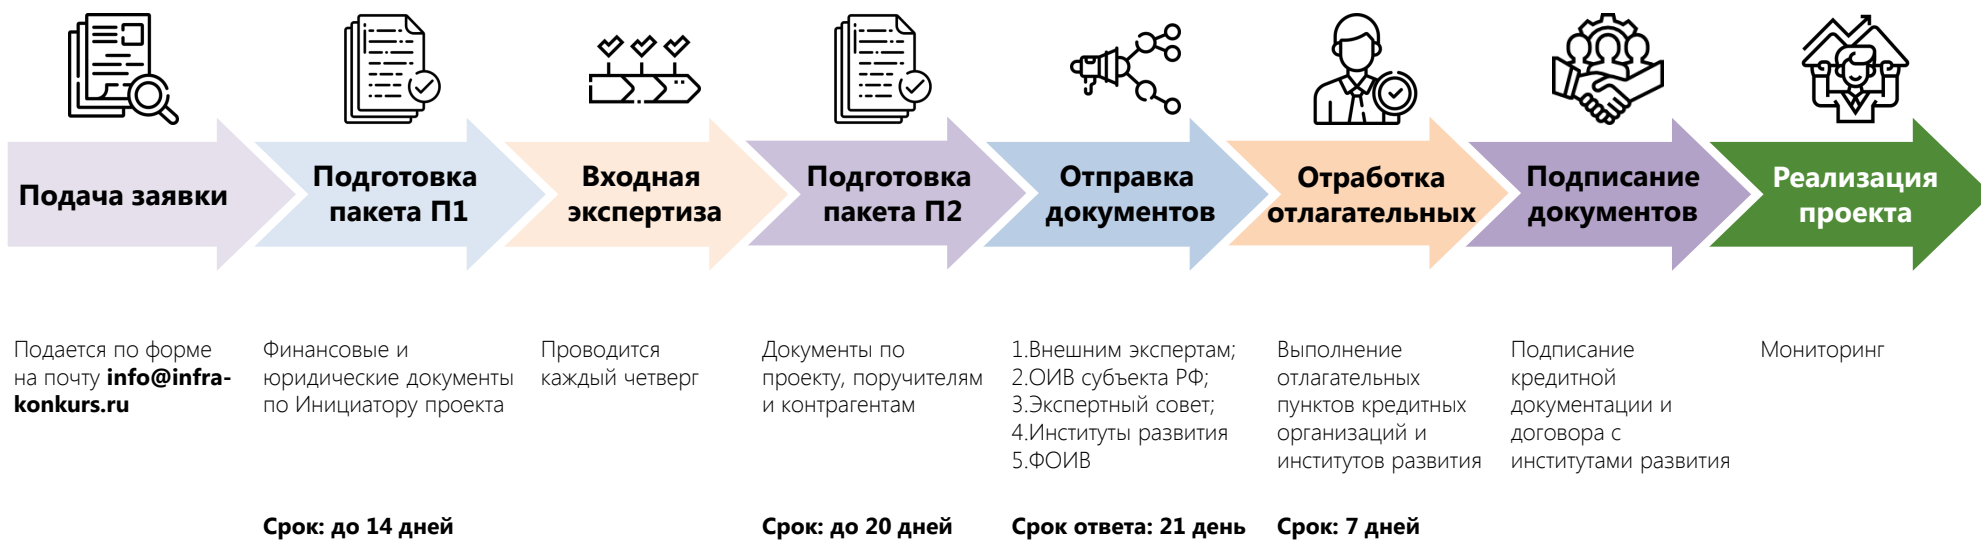 Подача заявки
Подготовка
пакета П1
Входная
экспертиза
Подготовка
пакета П2
Отправка
документов
Отработка
отлагательных
Подписание
документов
Реализация
проекта
Подается по форме
на почту info@infra-
konkurs.ru
Финансовые и
юридические документы
по Инициатору проекта
Срок: до 14 дней
Проводится
каждый четверг
Документы по
проекту, поручителям
и контрагентам
Срок: до 20 дней
1.Внешним экспертам;
2.ОИВ субъекта РФ;
3.Экспертный совет;
4.Институты развития
5.ФОИВ
Срок ответа: 21 день
Выполнение
отлагательных
пунктов кредитных
организаций и
институтов развития
Срок: 7 дней
Подписание
кредитной
документации и
договора с
институтами развития
Мониторинг